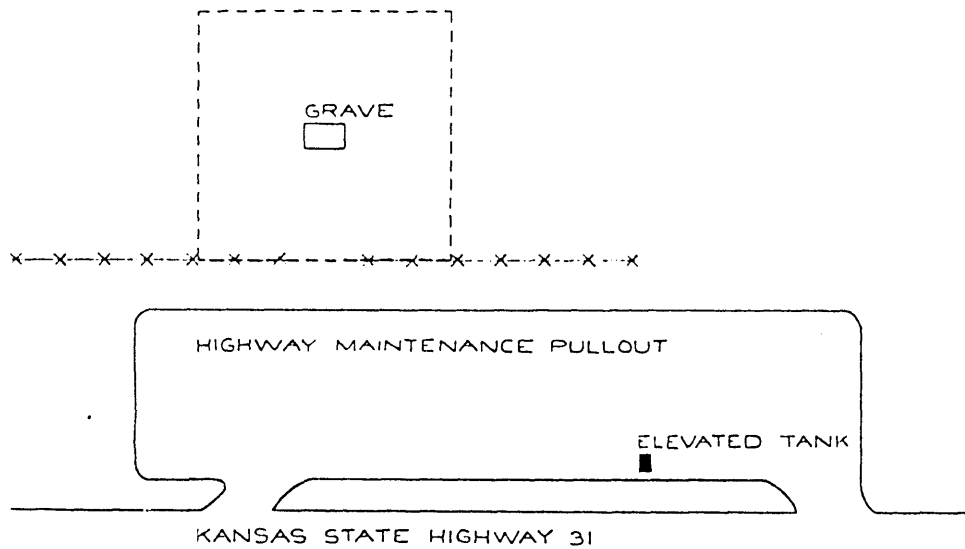 GRAVE
HIGHWAY MAINTENANCE PULLOUT
ELEVATED TANK
KANSAS STATE HIGHWAY 31